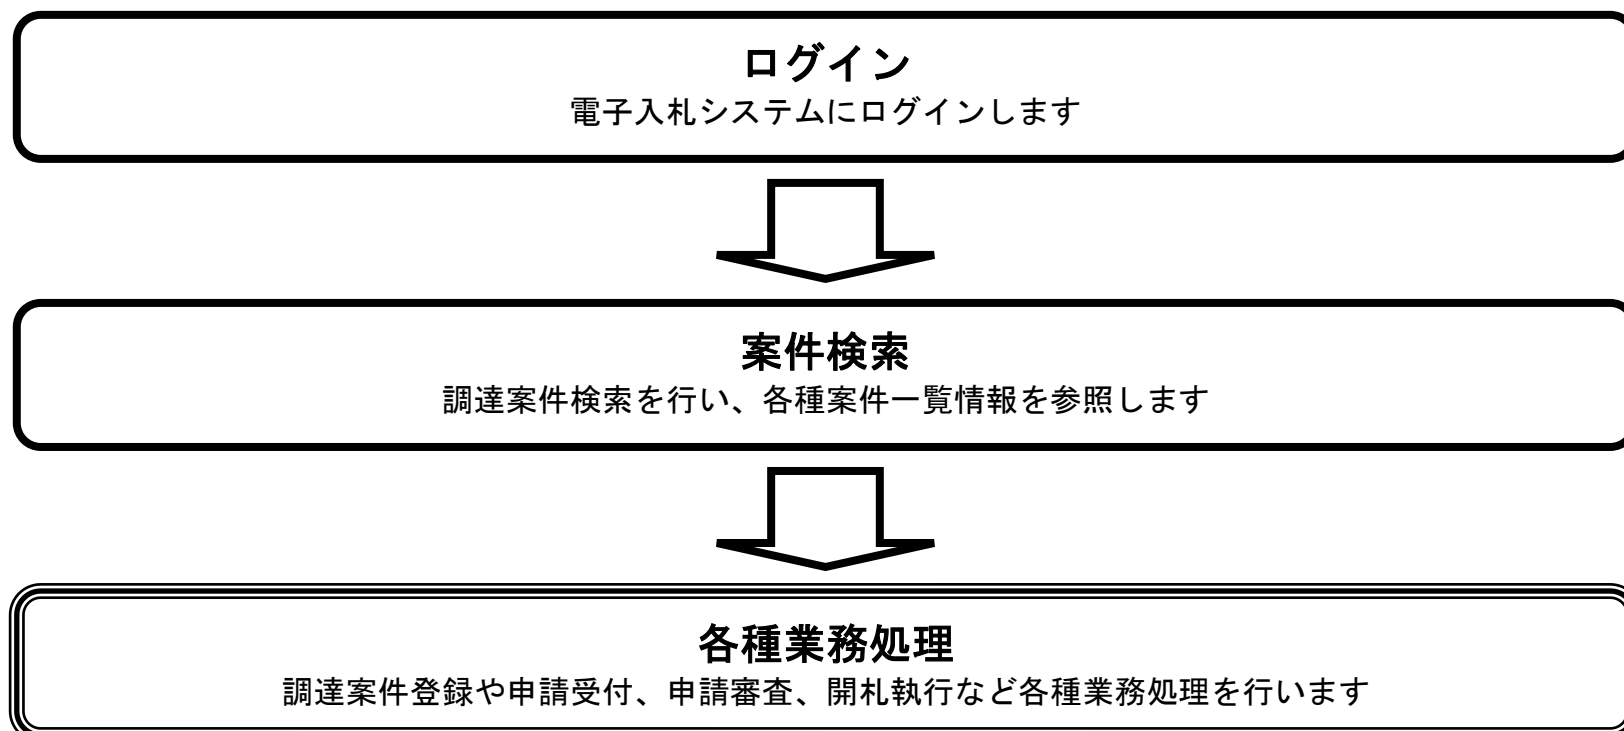 ログイン
電子入札システムにログインします
案件検索
調達案件検索を行い、各種案件一覧情報を参照します
各種業務処理
調達案件登録や申請受付、申請審査、開札執行など各種業務処理を行います